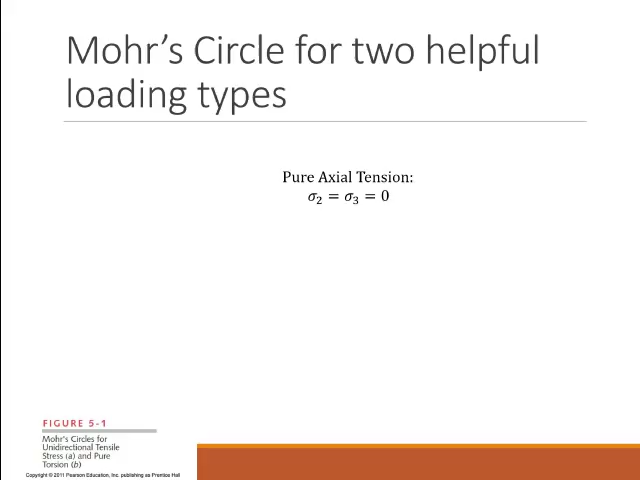 Mohr’s Circle for two helpful
loading types
Pure Axial Tension:
𝜎₂ = 𝜎₃ = 0
FIGURE 5-1
Mohr's Circles for
Unidirectional Tensile
Stress (a) and Pure
Torsion (b)
Copyright © 2011 Pearson Education, Inc. publishing as Prentice Hall